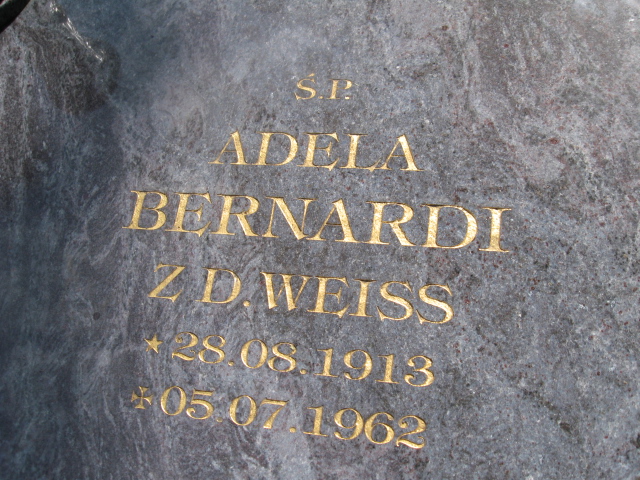 Ś.P.
ADELA
BERNARDI
Z D. WEISS
★ 28.08.1913
✠ 05.07.1962